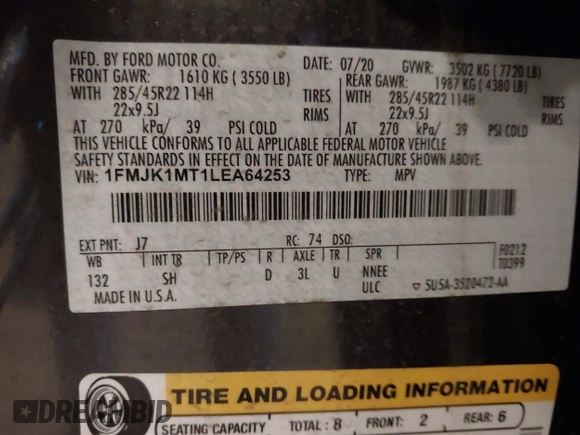 MFD. BY FORD MOTOR CO.
DATE: 07/20 GVWR: 3502 KG ( 7720 LB)
FRONT GAWR: 1610 KG ( 3550 LB) REAR GAWR: 1987 KG ( 4380 LB)
WITH 285/45R22 114H TIRES WITH 285/45R22 114H TIRES
22x9.5J RIMS 22x9.5J RIMS
AT 270 kPa/ 39 PSI COLD AT 270 kPa/ 39 PSI COLD
THIS VEHICLE CONFORMS TO ALL APPLICABLE FEDERAL MOTOR VEHICLE
SAFETY STANDARDS IN EFFECT ON THE DATE OF MANUFACTURE SHOWN ABOVE.
VIN: 1FMJK1MT1LEA64253 TYPE: MPV
EXT PNT: J7 RC: 74 DSO:
WB INT TR TP/PS R AXLE TR SPR F0212
132 SH D 3L U NNEE T0399
ULC
MADE IN U.S.A. 5U5A-3520472-AA
TIRE AND LOADING INFORMATION
SEATING CAPACITY TOTAL : 8 FRONT: 2 REAR: 6
DREAMBID